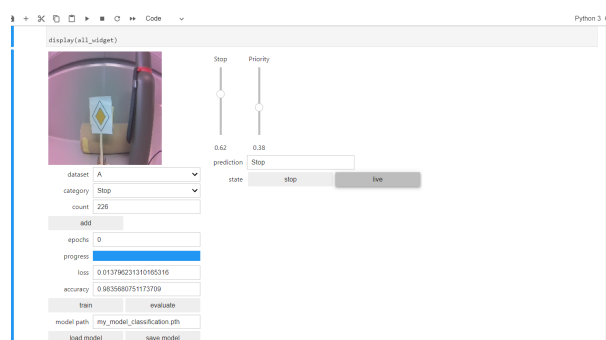 Code
Python 3
display(all_widget)
Stop Priority
0.62 0.38
prediction Stop
state stop live
dataset A
category Stop
count 226
add
epochs 0
progress
loss 0.013796231310165316
accuracy 0.9835680751173709
train evaluate
model path my_model_classification.pth
load model save model